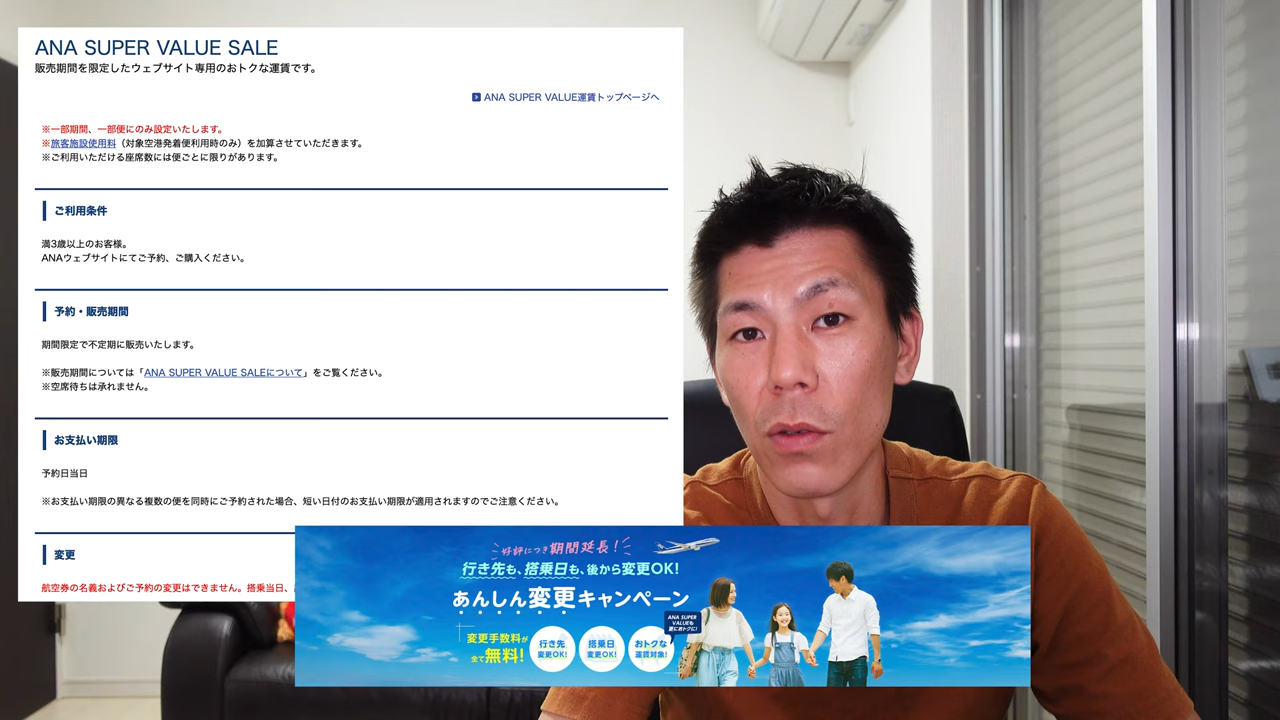 ANA SUPER VALUE SALE
販売期間を限定したウェブサイト専用のおトクな運賃です。
ANA SUPER VALUE運賃トップページへ
※一部期間、一部便にのみ設定いたします。
※旅客施設使用料（対象空港発着便利用時のみ）を加算させていただきます。
※ご利用いただける座席数には便ごとに限りがあります。
ご利用条件
満3歳以上のお客様。
ANAウェブサイトにてご予約、ご購入ください。
予約・販売期間
期間限定で不定期に販売いたします。
※販売期間については「ANA SUPER VALUE SALEについて」をご覧ください。
※空席待ちは承れません。
お支払い期限
予約日当日
※お支払い期限の異なる複数の便を同時にご予約された場合、短い日付のお支払い期限が適用されますのでご注意ください。
変更
航空券の名義およびご予約の変更はできません。搭乗当日、
好評につき期間延長！
行き先も、搭乗日も、後から変更OK!
あんしん変更キャンペーン
変更手数料が
全て無料!
行き先
変更OK!
搭乗日
変更OK!
おトクな
運賃対象!
ANA SUPER
VALUEも
更におトクに!